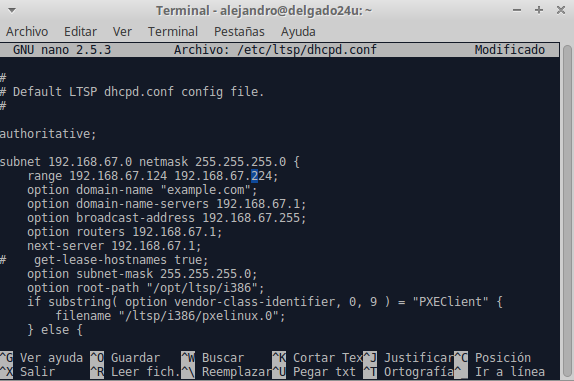 Terminal - alejandro@delgado24u: ~
Archivo Editar Ver Terminal Pestañas Ayuda
GNU nano 2.5.3 Archivo: /etc/ltsp/dhcpd.conf Modificado
#
# Default LTSP dhcpd.conf config file.
#
authoritative;
subnet 192.168.67.0 netmask 255.255.255.0 {
    range 192.168.67.124 192.168.67.224;
    option domain-name "example.com";
    option domain-name-servers 192.168.67.1;
    option broadcast-address 192.168.67.255;
    option routers 192.168.67.1;
    next-server 192.168.67.1;
#    get-lease-hostnames true;
    option subnet-mask 255.255.255.0;
    option root-path "/opt/ltsp/i386";
    if substring( option vendor-class-identifier, 0, 9 ) = "PXEClient" {
        filename "/ltsp/i386/pxelinux.0";
    } else {
^G Ver ayuda ^O Guardar ^W Buscar ^K Cortar Tex ^J Justificar ^C Posición
^X Salir ^R Leer fich. ^\ Reemplazar ^U Pegar txt ^T Ortografía ^_ Ir a línea